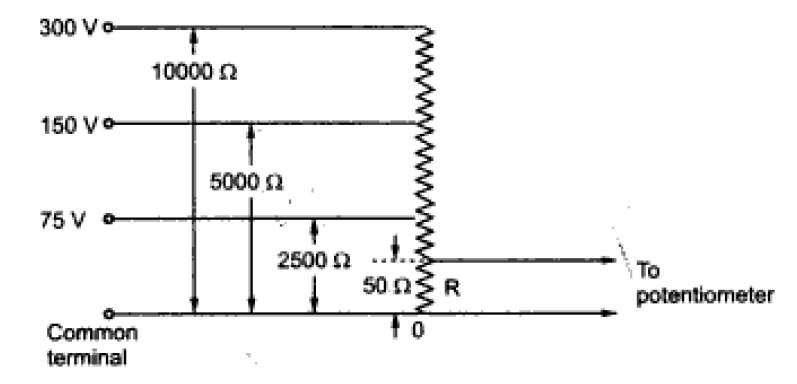 300 V
10000 Ω
150 V
5000 Ω
75 V
2500 Ω
50 Ω R
To
potentiometer
Common
terminal
0